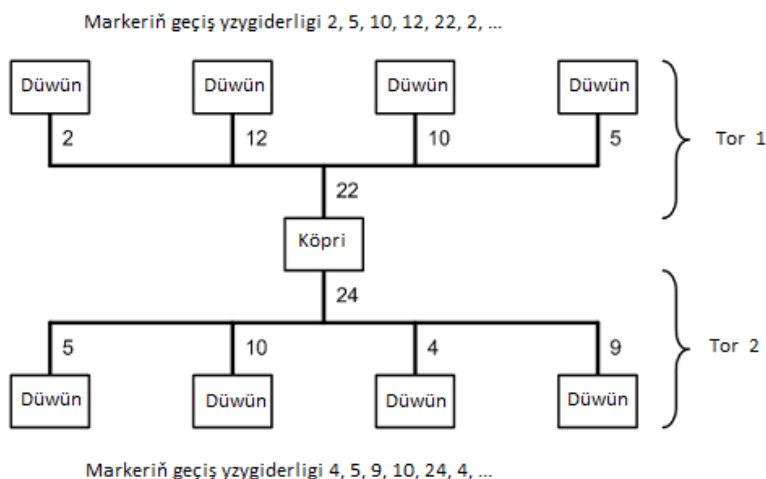 Markeriň geçiş yzygiderligi 2, 5, 10, 12, 22, 2, ...
Düwün Düwün Düwün Düwün
2 12 10 5
Tor 1
22
Köpri
24
5 10 4 9
Tor 2
Düwün Düwün Düwün Düwün
Markeriň geçiş yzygiderligi 4, 5, 9, 10, 24, 4, ...